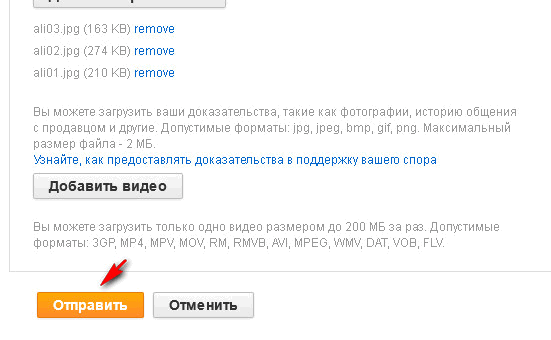 ali03.jpg (163 KB) remove
ali02.jpg (274 KB) remove
ali01.jpg (210 KB) remove
Вы можете загрузить ваши доказательства, такие как фотографии, историю общения
с продавцом и другие. Допустимые форматы: jpg, jpeg, bmp, gif, png. Максимальный
размер файла - 2 МБ.
Узнайте, как предоставлять доказательства в поддержку вашего спора
Добавить видео
Вы можете загрузить только одно видео размером до 200 МБ за раз. Допустимые
форматы: 3GP, MP4, MPV, MOV, RM, RMVB, AVI, MPEG, WMV, DAT, VOB, FLV.
Отправить Отменить